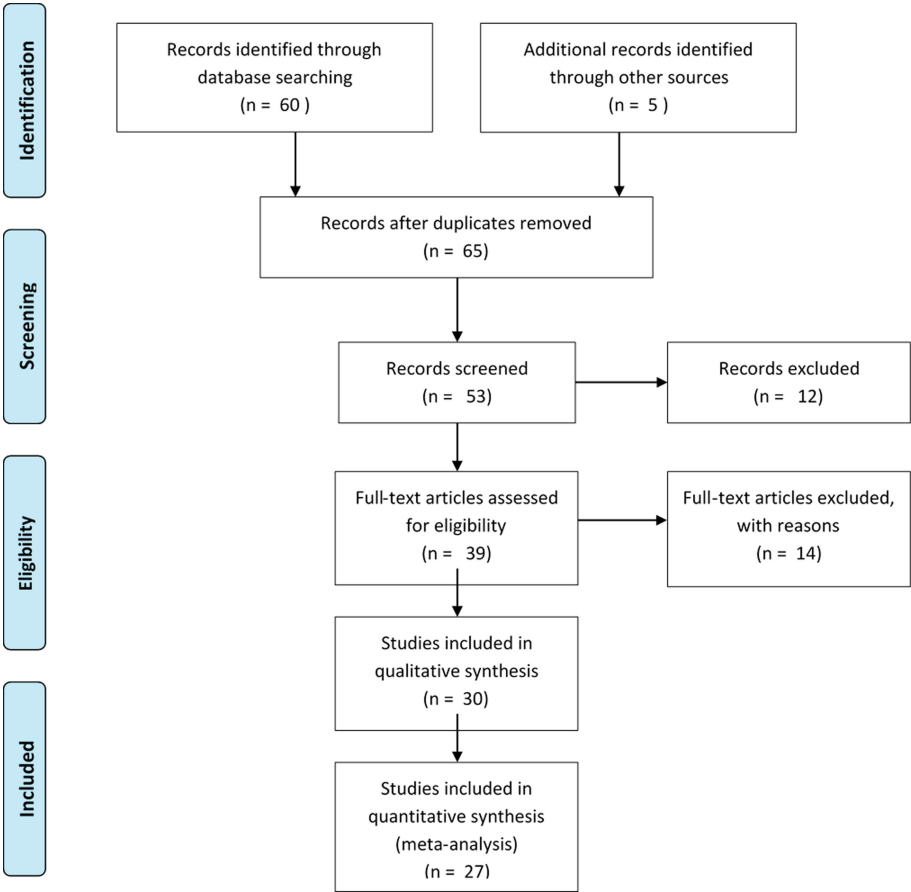 Identification
Records identified through
database searching
(n = 60 )
Additional records identified
through other sources
(n = 5 )
Records after duplicates removed
(n = 65)
Screening
Records screened
(n = 53)
Records excluded
(n = 12)
Eligibility
Full-text articles assessed
for eligibility
(n = 39)
Full-text articles excluded,
with reasons
(n = 14)
Studies included in
qualitative synthesis
(n = 30)
Included
Studies included in
quantitative synthesis
(meta-analysis)
(n = 27)